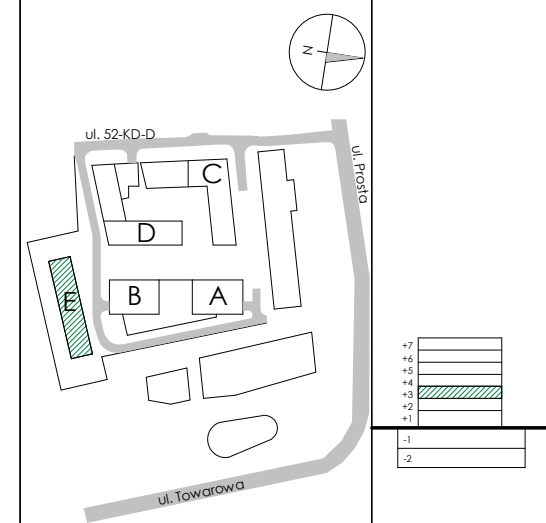 N
ul. 52-KD-D
ul. Prosta
C
D
E
B
A
ul. Towarowa
+7
+6
+5
+4
+3
+2
+1
-1
-2